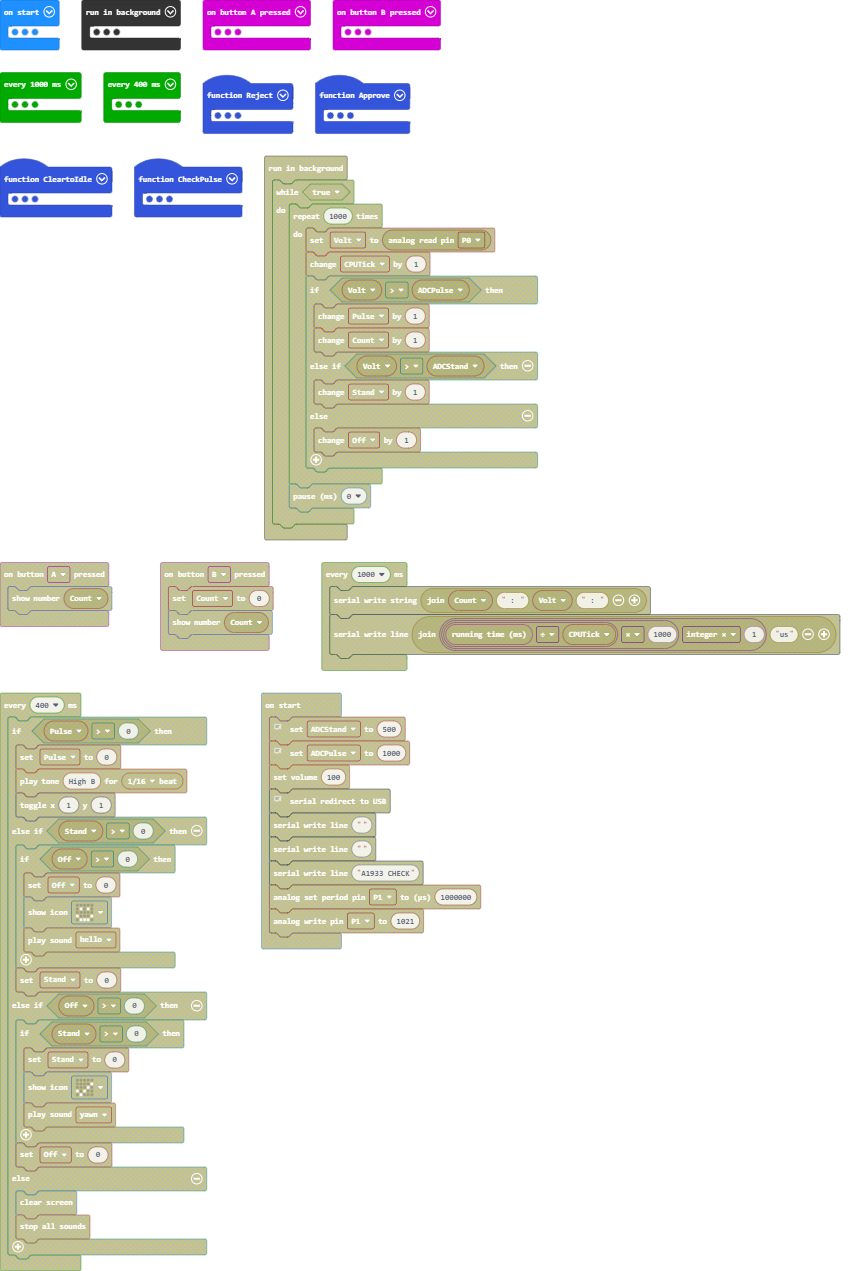 on start
run in background
on button A pressed
on button B pressed
every 1000 ms
every 400 ms
function Reject
function Approve
function CleartoIdle
function CheckPulse
run in background
while true
do
repeat 1000 times
do
set Volt to analog read pin P0
change CPUTick by 1
if Volt > ADCPulse then
change Pulse by 1
change Count by 1
else if Volt > ADCStand then
change Stand by 1
else
change Off by 1
pause (ms) 0
on button A pressed
show number Count
on button B pressed
set Count to 0
show number Count
every 1000 ms
serial write string join Count " : " Volt " : "
serial write line join running time (ms) ÷ CPUTick × 1000 integer × 1 "us"
every 400 ms
if Pulse > 0 then
set Pulse to 0
play tone High B for 1/16 beat
toggle x 1 y 1
else if Stand > 0 then
if Off > 0 then
set Off to 0
show icon
play sound hello
set Stand to 0
else if Off > 0 then
if Stand > 0 then
set Stand to 0
show icon
play sound yawn
set Off to 0
else
clear screen
stop all sounds
on start
set ADCStand to 500
set ADCPulse to 1000
set volume 100
serial redirect to USB
serial write line ""
serial write line ""
serial write line "A1933 CHECK"
analog set period pin P1 to (µs) 1000000
analog write pin P1 to 1021